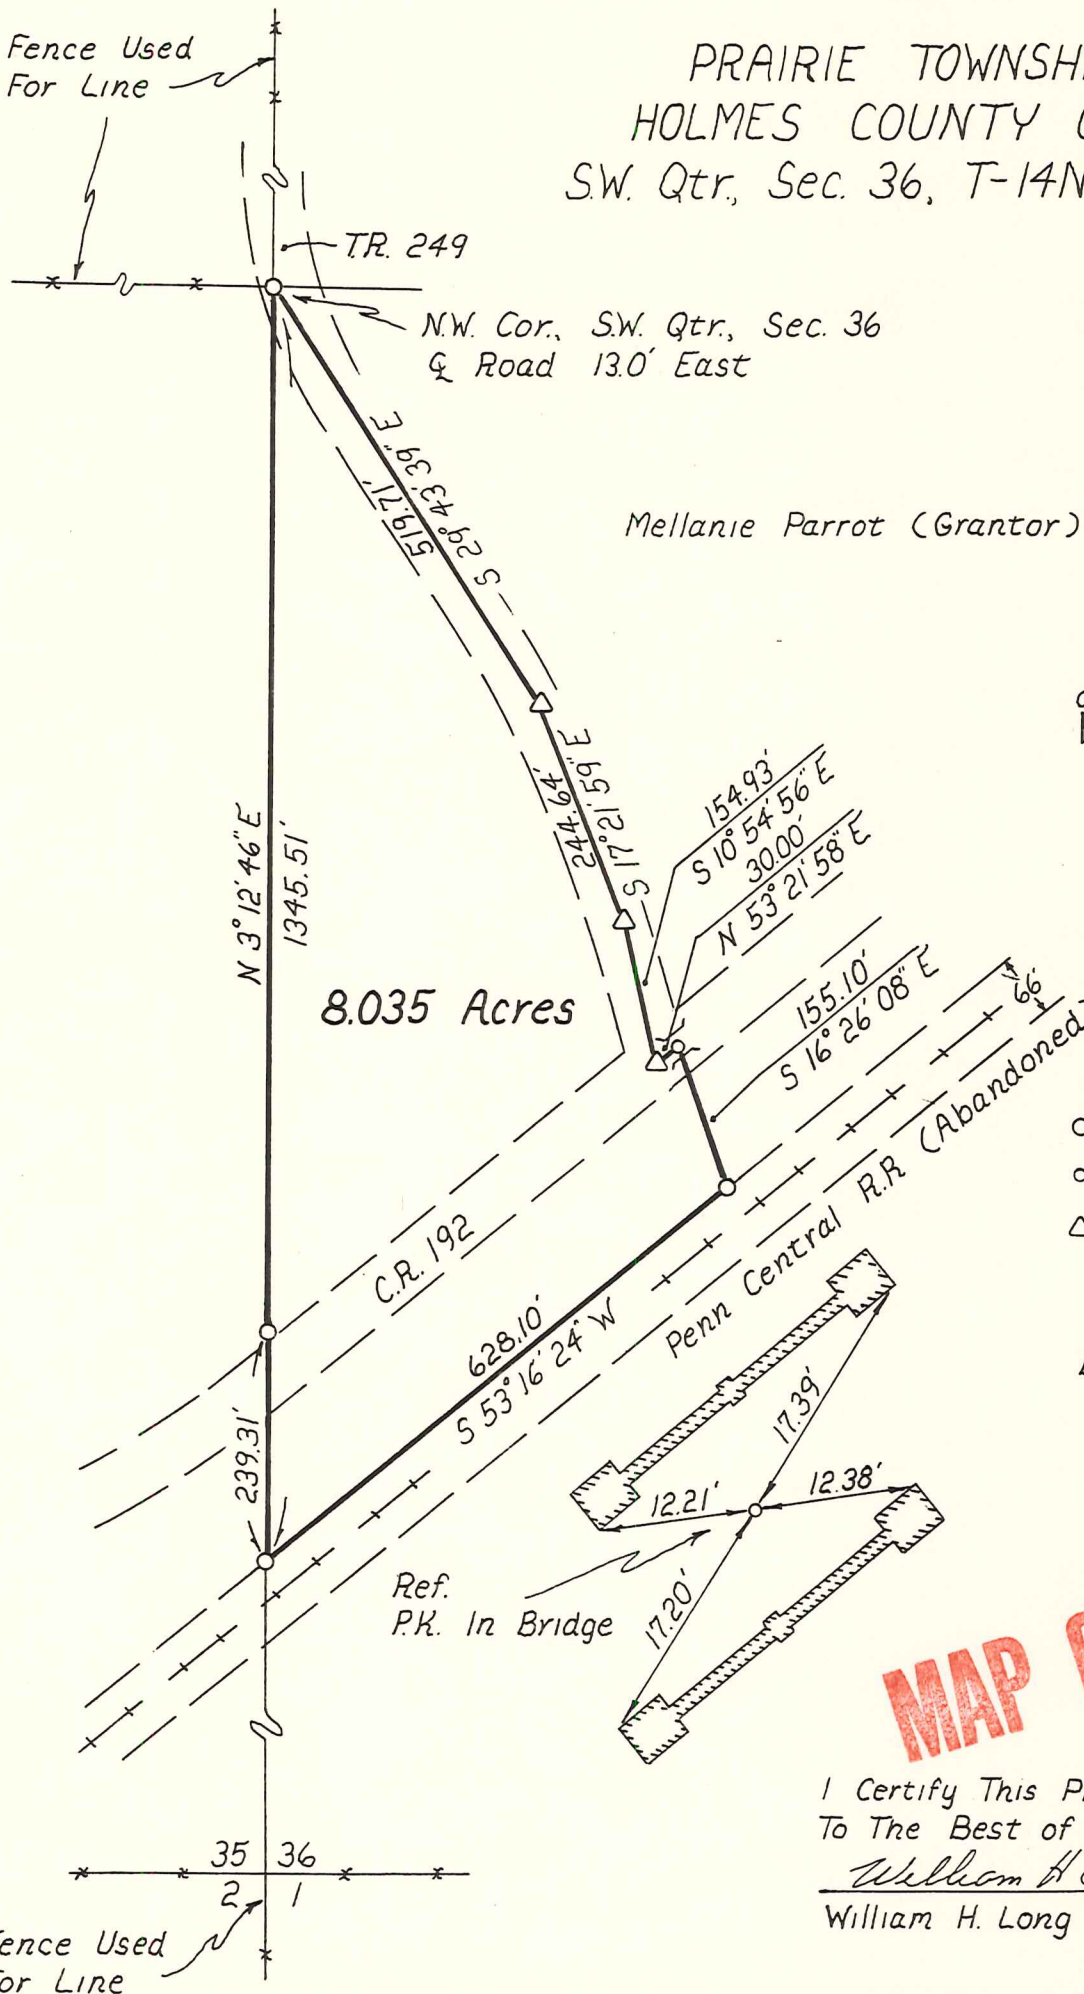 Fence Used
For Line
PRAIRIE TOWNSH
HOLMES COUNTY
S.W. Qtr., Sec. 36, T-14N
T.R. 249
N.W. Cor., S.W. Qtr., Sec. 36
℄ Road 13.0' East
S 29° 43' 39" E
519.71'
Mellanie Parrot (Grantor)
244.64'
S 17° 21' 59" E
154.93'
S 10° 54' 56" E
30.00'
N 53° 21' 58" E
N 3° 12' 46" E
1345.51'
8.035 Acres
155.10'
S 16° 26' 08" E
66'
C.R. 192
Penn Central R.R (Abandoned)
628.10'
S 53° 16' 24" W
239.31'
17.39'
12.21'
12.38'
17.20'
Ref.
P.K. In Bridge
MAP
I Certify This P
To The Best of
William H
William H. Long
35 36
2 1
Fence Used
For Line